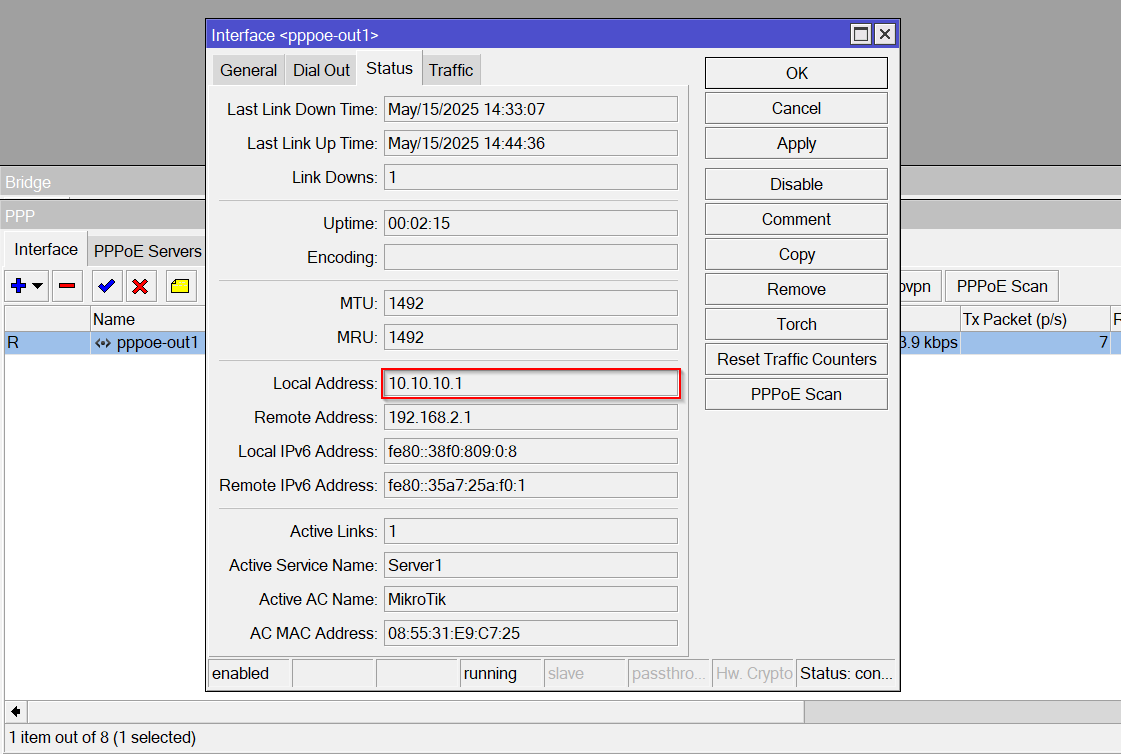 Interface <pppoe-out1>
General Dial Out Status Traffic
Last Link Down Time: May/15/2025 14:33:07
Last Link Up Time: May/15/2025 14:44:36
Link Downs: 1
Uptime: 00:02:15
Encoding:
MTU: 1492
MRU: 1492
Local Address: 10.10.10.1
Remote Address: 192.168.2.1
Local IPv6 Address: fe80::38f0:809:0:8
Remote IPv6 Address: fe80::35a7:25a:f0:1
Active Links: 1
Active Service Name: Server1
Active AC Name: MikroTik
AC MAC Address: 08:55:31:E9:C7:25
enabled running slave passthro... Hw. Crypto Status: con...
OK
Cancel
Apply
Disable
Comment
Copy
Remove
Torch
Reset Traffic Counters
PPPoE Scan
Bridge
PPP
Interface PPPoE Servers
PPPoE Scan
Name Tx Packet (p/s)
R pppoe-out1 3.9 kbps 7
1 item out of 8 (1 selected)